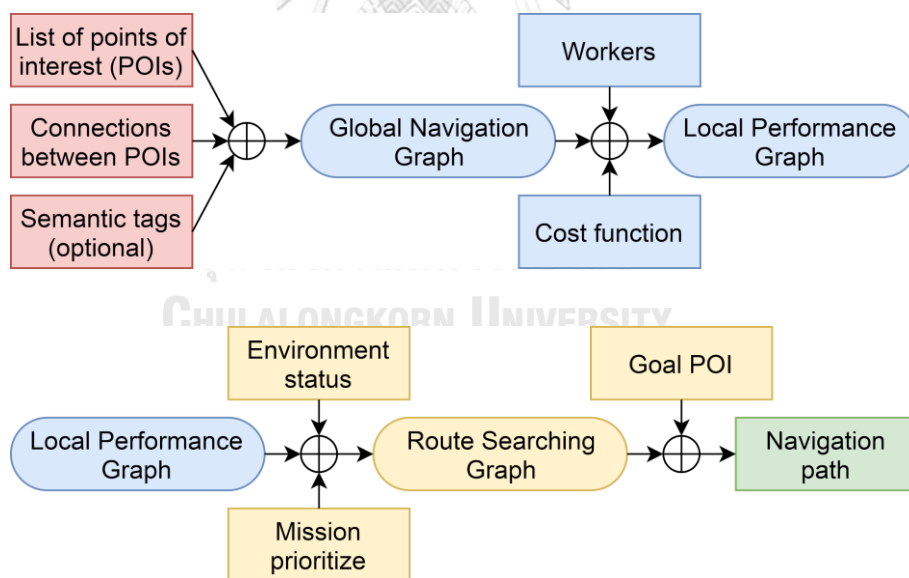 List of points of
interest (POIs)
Connections
between POIs
Semantic tags
(optional)
Global Navigation
Graph
Workers
Cost function
Local Performance
Graph
CHULALONGKORN UNIVERSITY
Environment
status
Local Performance
Graph
Mission
prioritize
Route Searching
Graph
Goal POI
Navigation
path